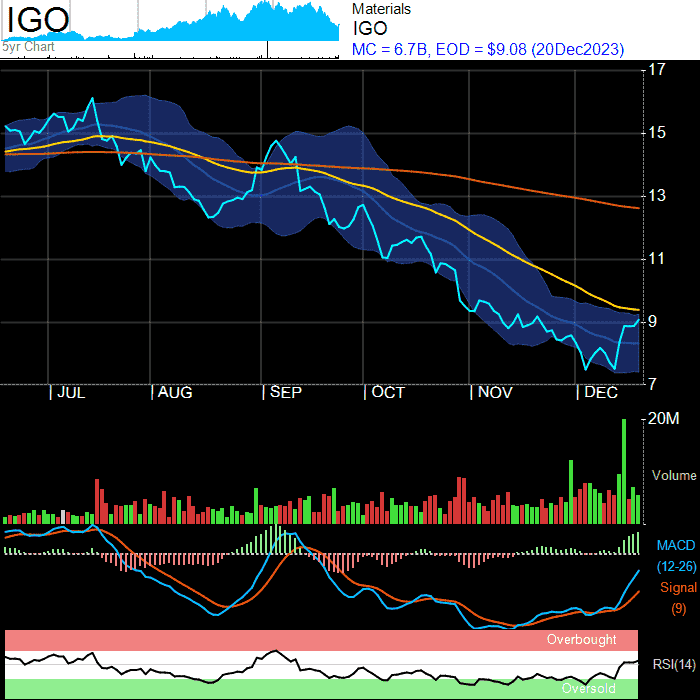 IGO
5yr Chart
Materials
IGO
MC = 6.7B, EOD = $9.08 (20Dec2023)
17
15
13
11
9
7
| JUL | AUG | SEP | OCT | NOV | DEC
20M
Volume
MACD
(12-26)
Signal
(9)
Overbought
RSI(14)
Oversold